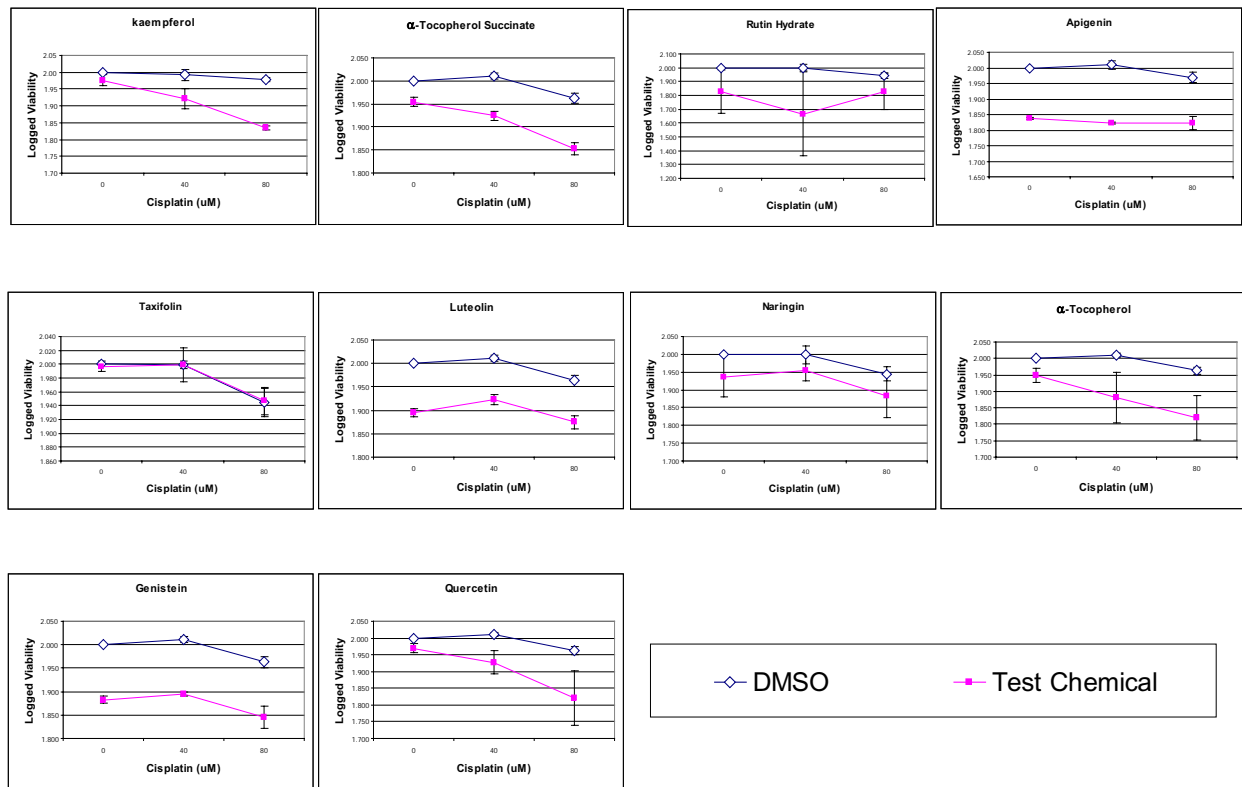 kaempferol
Logged Viability
2.05
2.00
1.95
1.90
1.85
1.80
1.75
1.70
0 40 80
Cisplatin (uM)
α-Tocopherol Succinate
Logged Viability
2.050
2.000
1.950
1.900
1.850
1.800
0 40 80
Cisplatin (uM)
Rutin Hydrate
Logged Viability
2.100
2.000
1.900
1.800
1.700
1.600
1.500
1.400
1.300
1.200
0 40 80
Cisplatin (uM)
Apigenin
Logged Viability
2.050
2.000
1.950
1.900
1.850
1.800
1.750
1.700
1.650
0 40 80
Cisplatin (uM)
Taxifolin
Logged Viability
2.040
2.020
2.000
1.980
1.960
1.940
1.920
1.900
1.880
1.860
0 40 80
Cisplatin (uM)
Luteolin
Logged Viability
2.050
2.000
1.950
1.900
1.850
1.800
0 40 80
Cisplatin (uM)
Naringin
Logged Viability
2.050
2.000
1.950
1.900
1.850
1.800
1.750
1.700
0 40 80
Cisplatin (uM)
α-Tocopherol
Logged Viability
2.050
2.000
1.950
1.900
1.850
1.800
1.750
1.700
0 40 80
Cisplatin (uM)
Genistein
Logged Viability
2.050
2.000
1.950
1.900
1.850
1.800
0 40 80
Cisplatin (uM)
Quercetin
Logged Viability
2.050
2.000
1.950
1.900
1.850
1.800
1.750
1.700
0 40 80
Cisplatin (uM)
DMSO Test Chemical